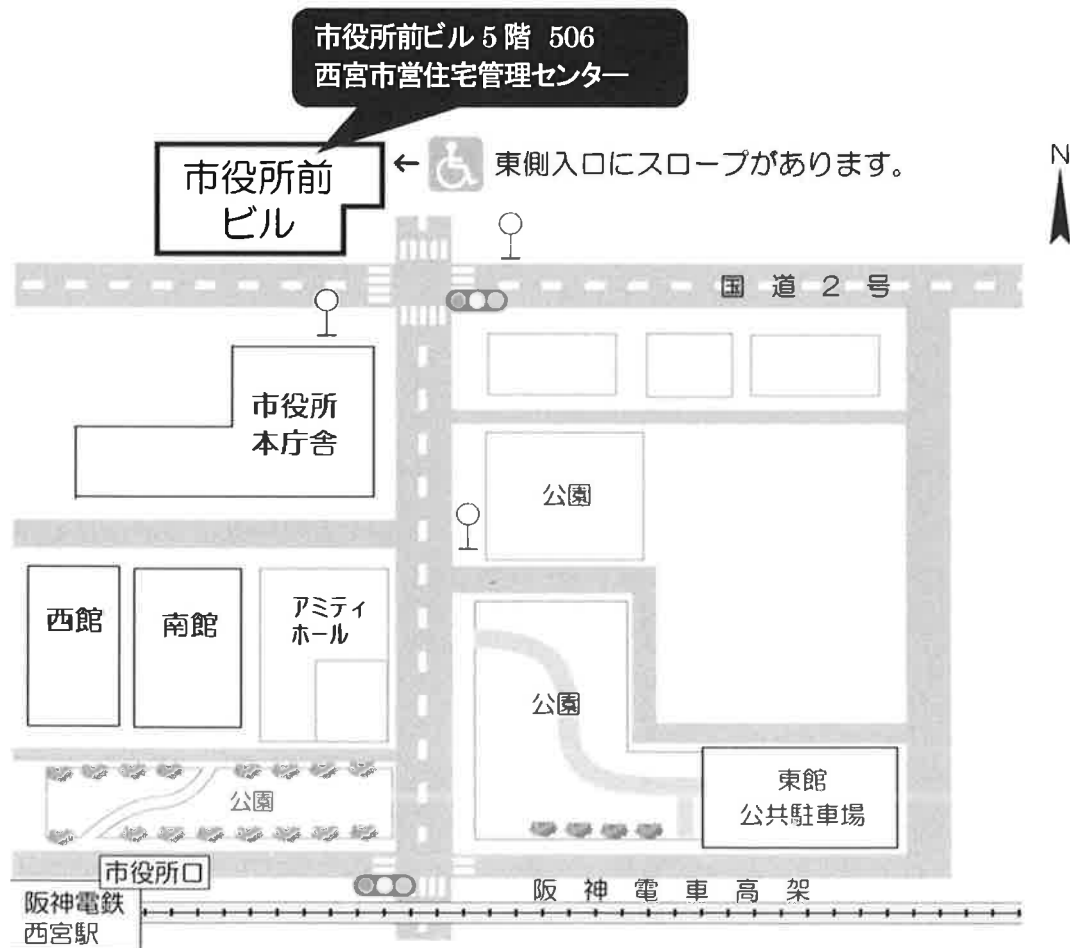 市役所前ビル 5 階 506
西宮市営住宅管理センター
市役所前
ビル
← 東側入口にスロープがあります。
N
国道2号
市役所
本庁舎
公園
西館
南館
アミティ
ホール
公園
公園
東館
公共駐車場
市役所口
阪神電車高架
阪神電鉄
西宮駅